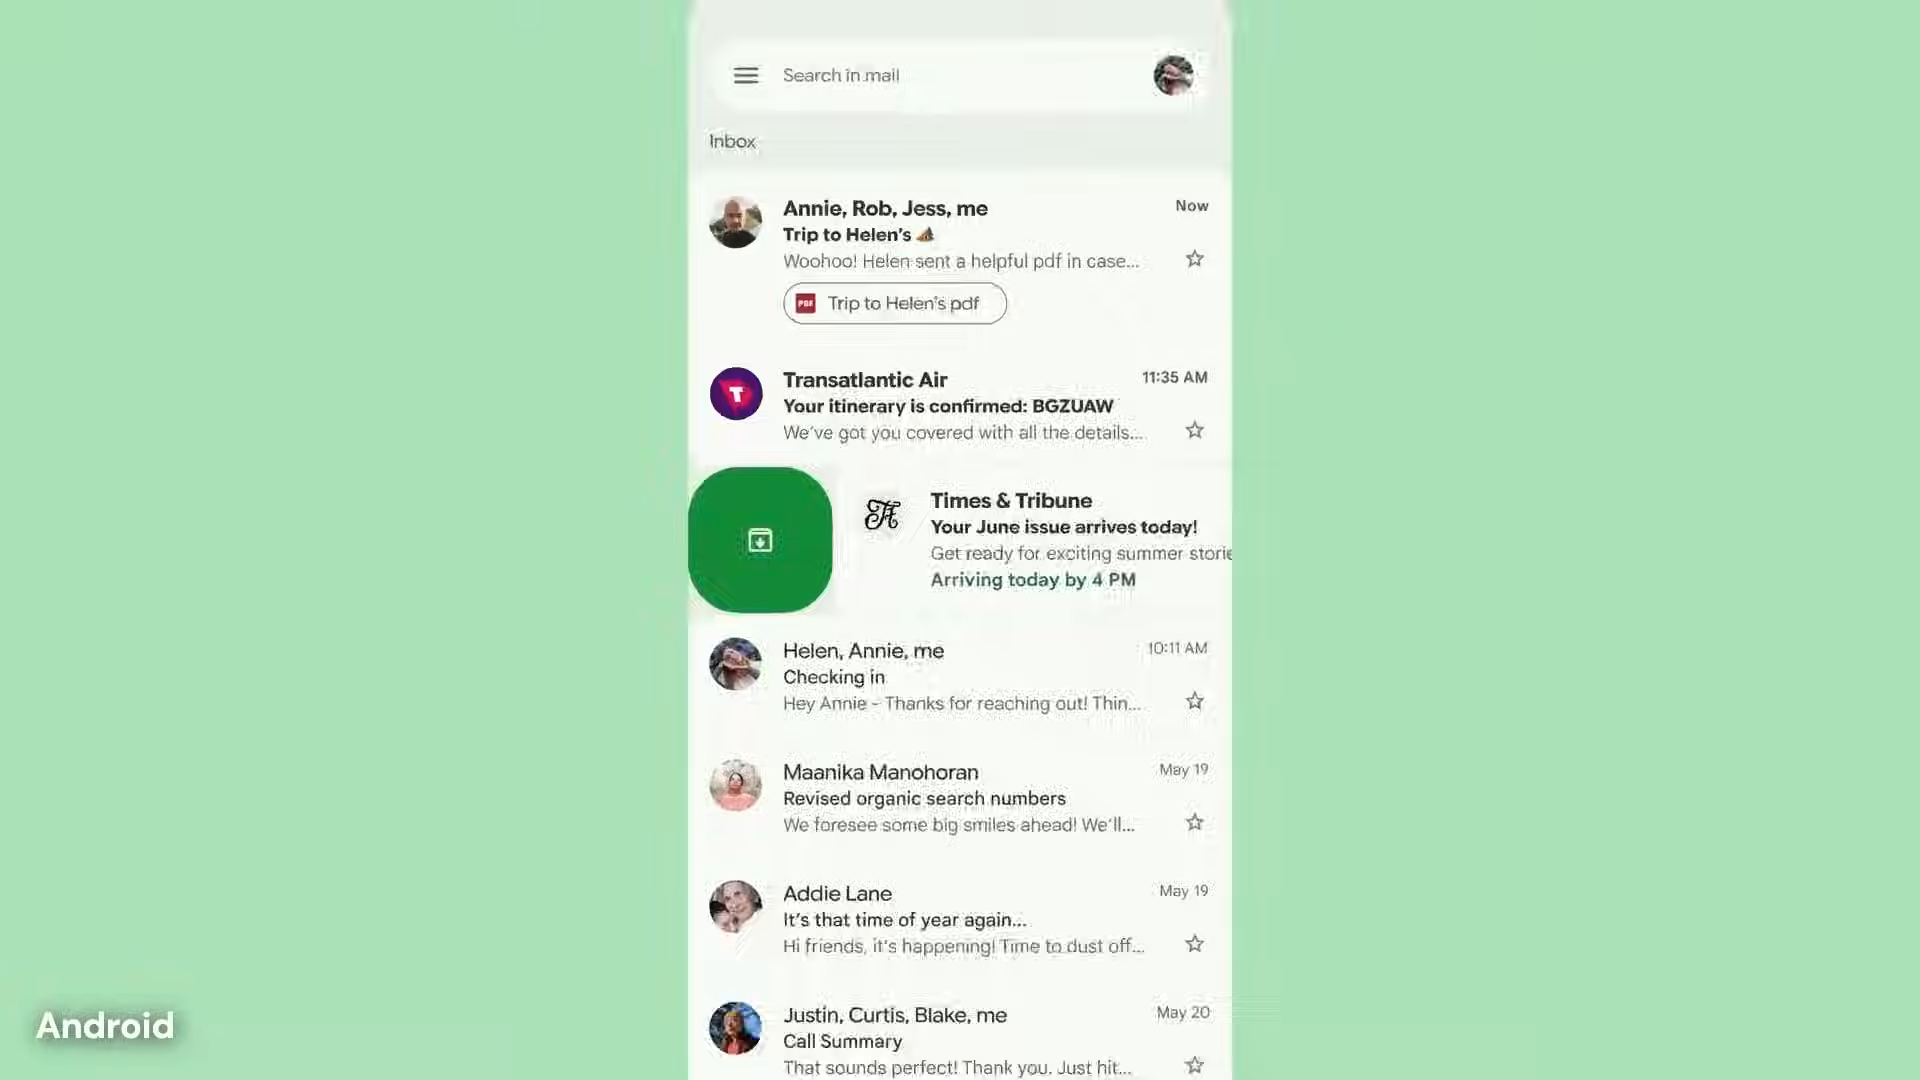 Search in mail
Inbox
Annie, Rob, Jess, me
Now
Trip to Helen's
Woohoo! Helen sent a helpful pdf in case...
PDF
Trip to Helen's pdf
Transatlantic Air
11:35 AM
T
Your itinerary is confirmed: BGZUAW
We've got you covered with all the details...
Times & Tribune
Your June issue arrives today!
Get ready for exciting summer storie
Arriving today by 4 PM
Helen, Annie, me
10:11 AM
Checking in
Hey Annie - Thanks for reaching out! Thin...
Maanika Manohoran
May 19
Revised organic search numbers
We foresee some big smiles ahead! We'll...
Addie Lane
May 19
It's that time of year again...
Hi friends, it's happening! Time to dust off...
Justin, Curtis, Blake, me
May 20
Call Summary
That sounds perfect! Thank you. Just hit...
Android